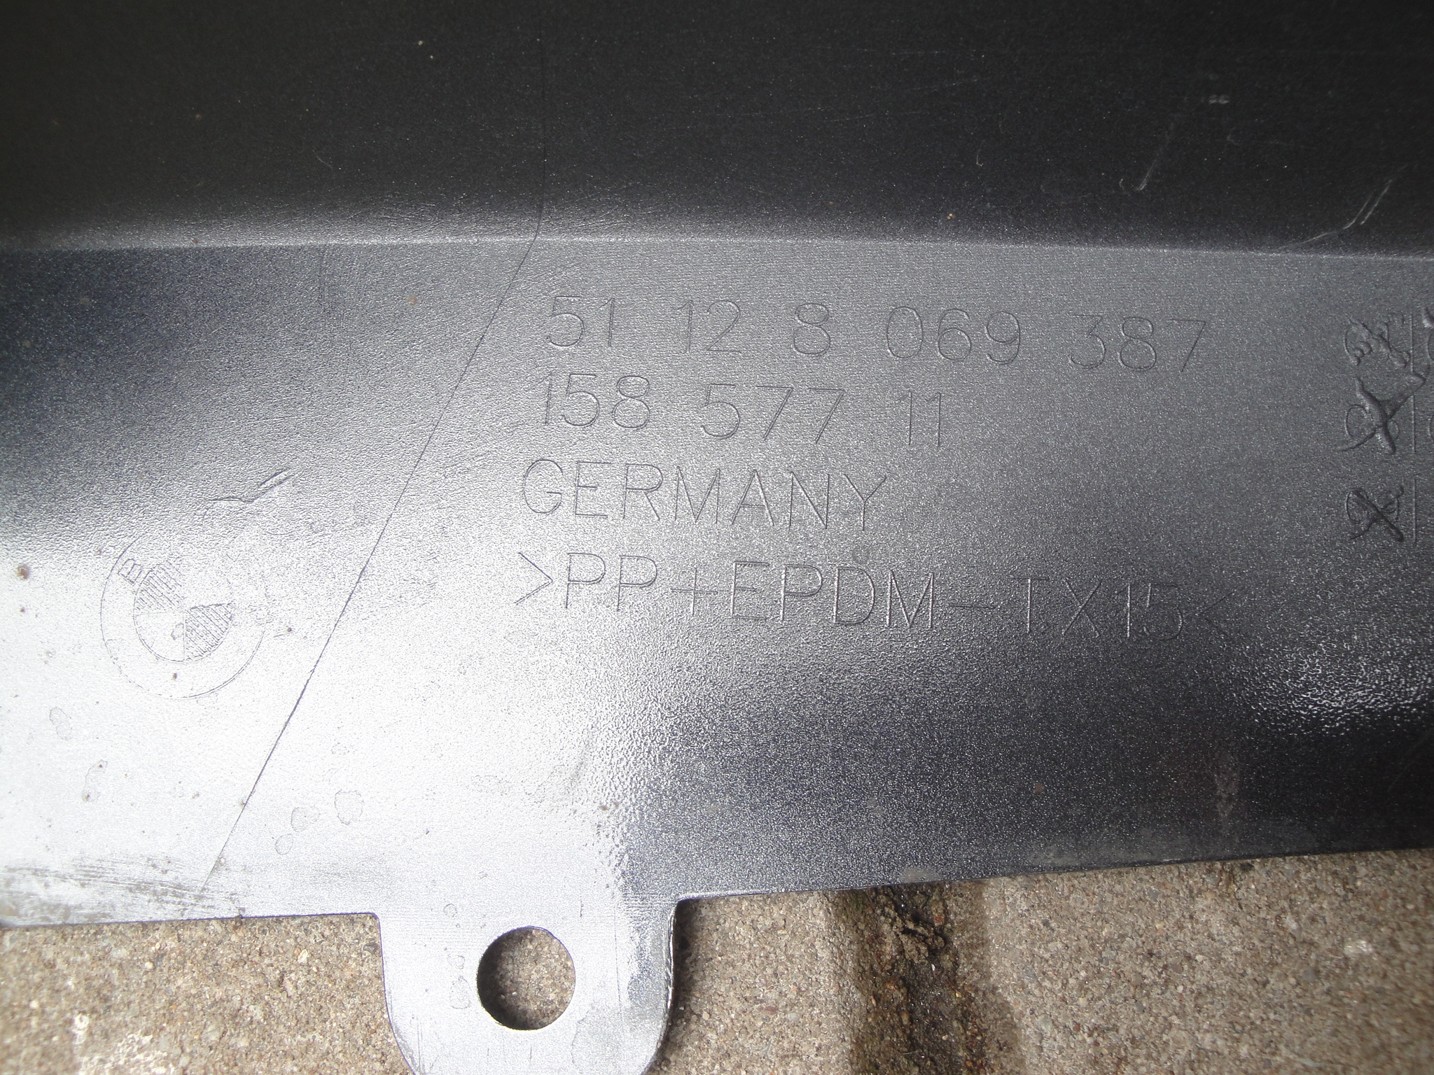 51 12 8 069 387
158 577 11
GERMANY
>PP+EPDM-TX15<